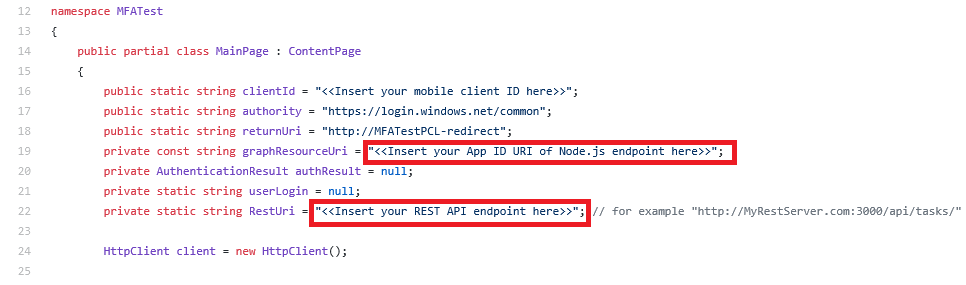 12 namespace MFATest
13 {
14 public partial class MainPage : ContentPage
15 {
16 public static string clientId = "<<Insert your mobile client ID here>>";
17 public static string authority = "https://login.windows.net/common";
18 public static string returnUri = "http://MFATestPCL-redirect";
19 private const string graphResourceUri = "<<Insert your App ID URI of Node.js endpoint here>>";
20 private AuthenticationResult authResult = null;
21 private static string userLogin = null;
22 private static string RestUri = "<<Insert your REST API endpoint here>>"; // for example "http://MyRestServer.com:3000/api/tasks/"
23
24 HttpClient client = new HttpClient();
25